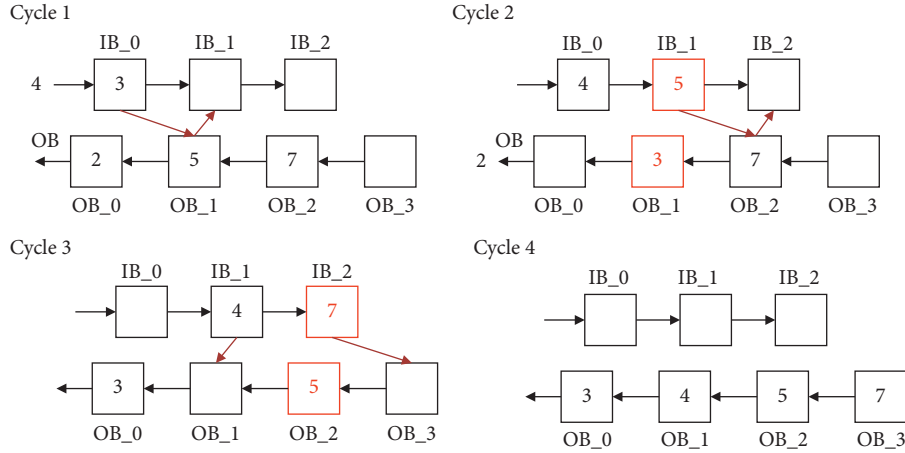 Cycle 1
IB_0 IB_1 IB_2
4 3
OB 2 5 7
OB_0 OB_1 OB_2 OB_3
Cycle 2
IB_0 IB_1 IB_2
4 5
OB
2 3 7
OB_0 OB_1 OB_2 OB_3
Cycle 3
IB_0 IB_1 IB_2
4 7
3 5
OB_0 OB_1 OB_2 OB_3
Cycle 4
IB_0 IB_1 IB_2
3 4 5 7
OB_0 OB_1 OB_2 OB_3